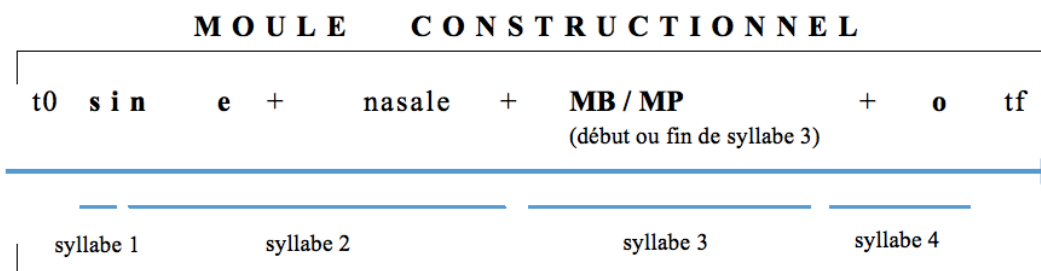 MOULE CONSTRUCTIONNEL
t0 sin e + nasale + MB / MP + o tf
(début ou fin de syllabe 3)
syllabe 1 syllabe 2 syllabe 3 syllabe 4